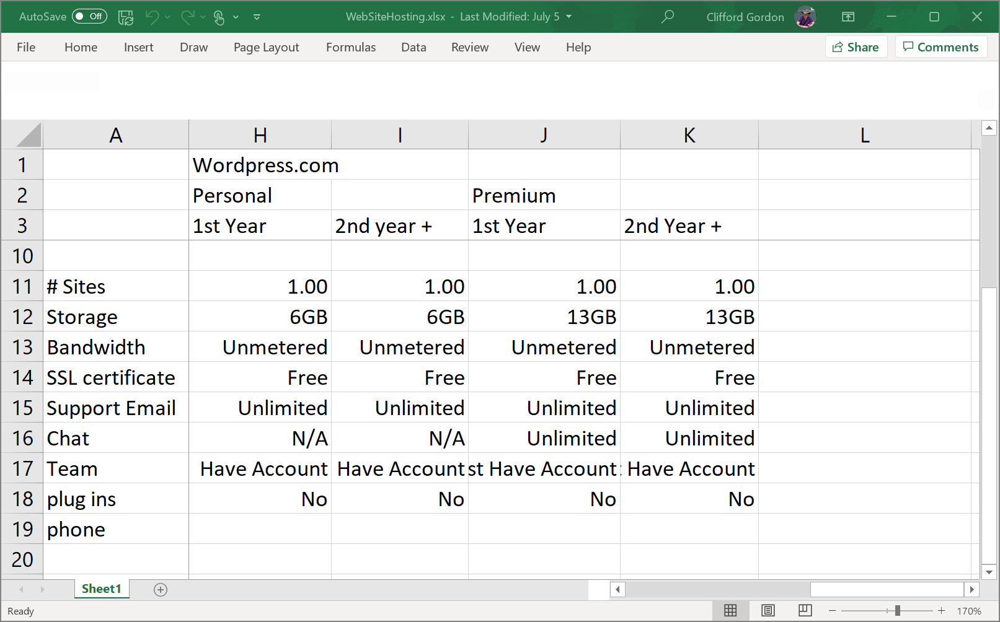 AutoSave Off WebSiteHosting.xlsx - Last Modified: July 5 Clifford Gordon
File Home Insert Draw Page Layout Formulas Data Review View Help Share Comments
A H I J K L
1 Wordpress.com
2 Personal Premium
3 1st Year 2nd year + 1st Year 2nd Year +
10
11 # Sites 1.00 1.00 1.00 1.00
12 Storage 6GB 6GB 13GB 13GB
13 Bandwidth Unmetered Unmetered Unmetered Unmetered
14 SSL certificate Free Free Free Free
15 Support Email Unlimited Unlimited Unlimited Unlimited
16 Chat N/A N/A Unlimited Unlimited
17 Team Have Account Have Account st Have Account Have Account
18 plug ins No No No No
19 phone
20
Sheet1
Ready 170%